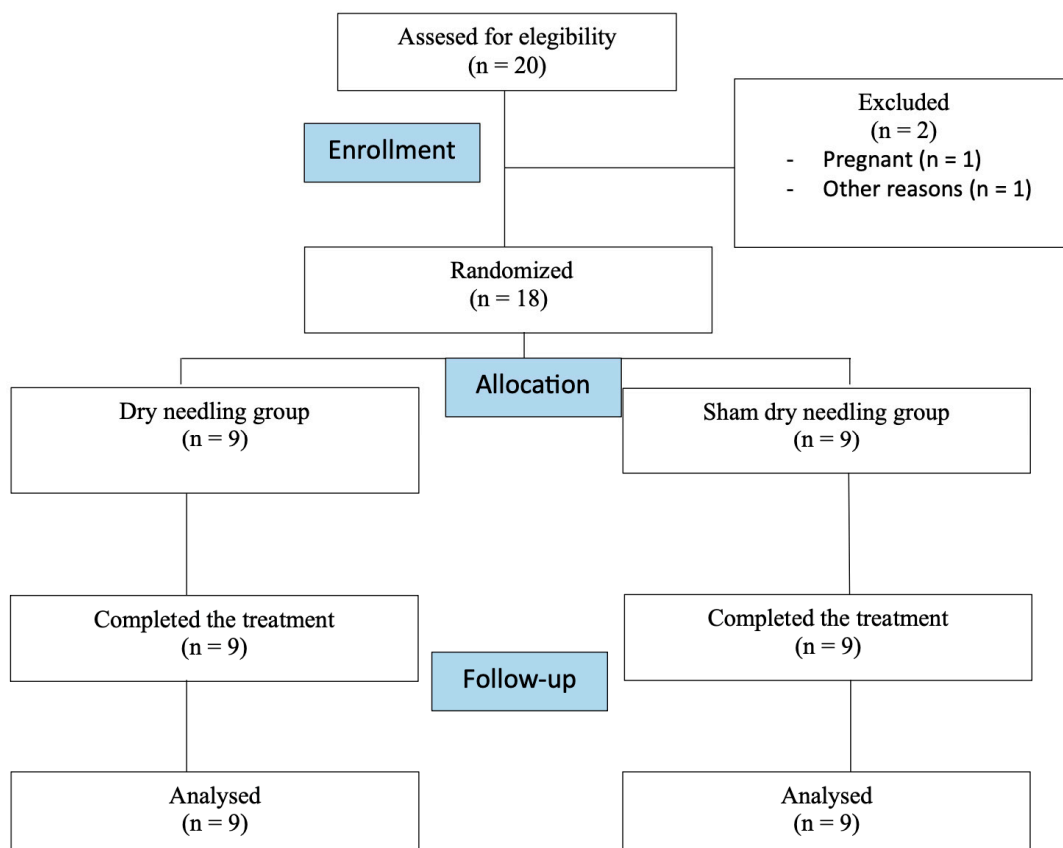 Assesed for elegibility
(n = 20)
Excluded
(n = 2)
- Pregnant (n = 1)
- Other reasons (n = 1)
Enrollment
Randomized
(n = 18)
Allocation
Dry needling group
(n = 9)
Sham dry needling group
(n = 9)
Completed the treatment
(n = 9)
Completed the treatment
(n = 9)
Follow-up
Analysed
(n = 9)
Analysed
(n = 9)